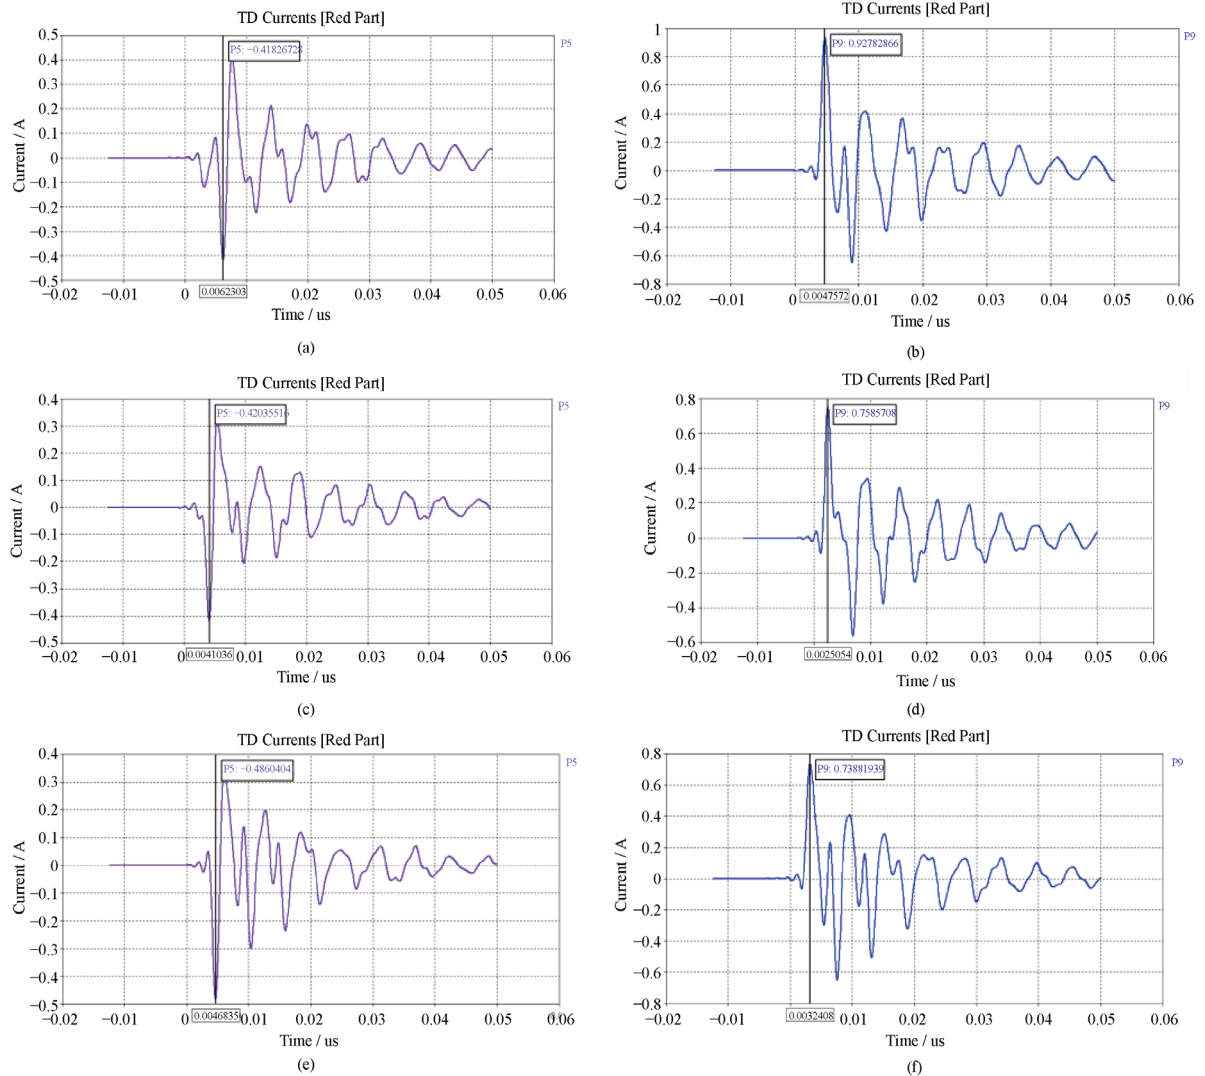 TD Currents [Red Part]
P5
P5: −0.41826728
0.5
0.4
0.3
0.2
0.1
0
−0.1
−0.2
−0.3
−0.4
−0.5
Current / A
0.0062303
−0.02 −0.01 0 0.02 0.03 0.04 0.05 0.06
Time / us
(a)
TD Currents [Red Part]
P9
P9: 0.92782866
1
0.8
0.6
0.4
0.2
0
−0.2
−0.4
−0.6
−0.8
Current / A
0.0047572
−0.02 −0.01 0 0.01 0.02 0.03 0.04 0.05 0.06
Time / us
(b)
TD Currents [Red Part]
P5
P5: −0.42035516
0.4
0.3
0.1
0.1
0
−0.1
−0.2
−0.3
−0.4
−0.5
Current / A
0.0041036
−0.02 −0.01 0 0.01 0.02 0.03 0.04 0.05 0.06
Time / us
(c)
TD Currents [Red Part]
P9
P9: 0.7585708
0.8
0.6
0.4
0.2
0
−0.2
−0.4
−0.6
Current / A
0.0025054
−0.02 −0.01 0 0.01 0.02 0.03 0.04 0.05 0.06
Time / us
(d)
TD Currents [Red Part]
P5
P5: −0.4860404
0.4
0.3
0.2
0.1
0
−0.1
−0.2
−0.3
−0.4
−0.5
Current / A
0.0046835
−0.02 −0.01 0 0.01 0.02 0.03 0.04 0.05 0.06
Time / us
(e)
TD Currents [Red Part]
P9
P9: 0.73881939
0.8
0.6
0.4
0.2
0
−0.2
−0.4
−0.6
−0.8
Current / A
0.0032408
−0.02 −0.01 0 0.01 0.02 0.03 0.04 0.05 0.06
Time / us
(f)